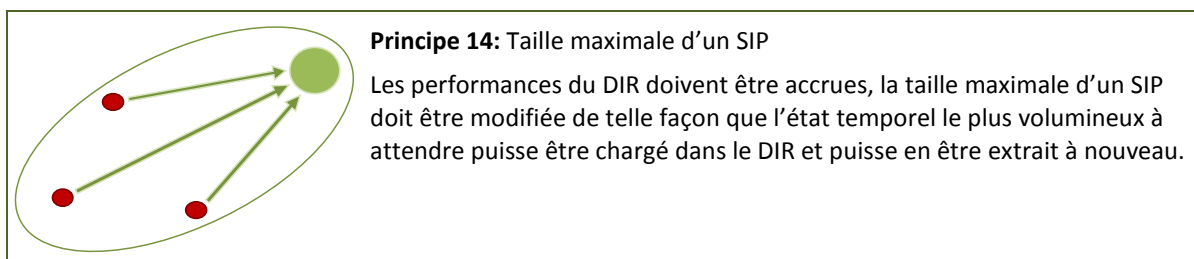 Principe 14: Taille maximale d’un SIP
Les performances du DIR doivent être accrues, la taille maximale d’un SIP
doit être modifiée de telle façon que l’état temporel le plus volumineux à
attendre puisse être chargé dans le DIR et puisse en être extrait à nouveau.